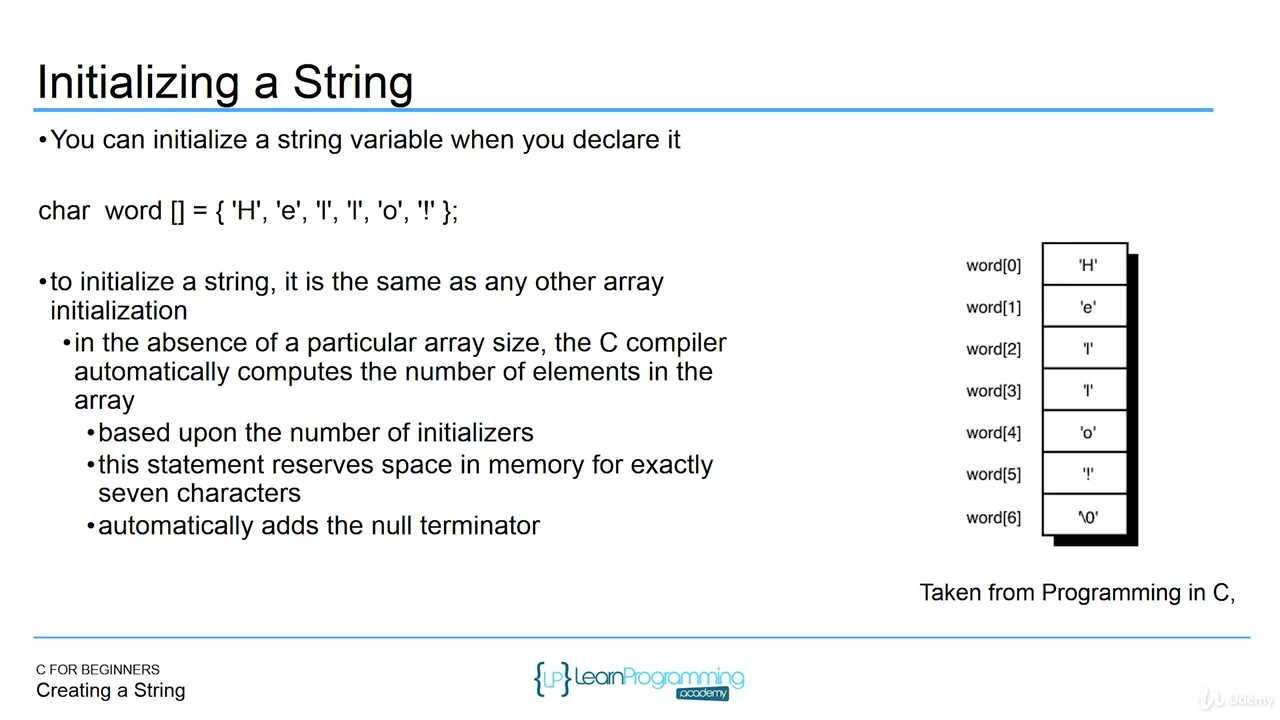 Initializing a String
•You can initialize a string variable when you declare it
char word [] = { 'H', 'e', 'l', 'l', 'o', '!' };
•to initialize a string, it is the same as any other array
initialization
•in the absence of a particular array size, the C compiler
automatically computes the number of elements in the
array
•based upon the number of initializers
•this statement reserves space in memory for exactly
seven characters
•automatically adds the null terminator
word[0] 'H'
word[1] 'e'
word[2] 'l'
word[3] 'l'
word[4] 'o'
word[5] '!'
word[6] '\0'
Taken from Programming in C,
C FOR BEGINNERS
Creating a String
{LP} LearnProgramming
.academy
Udemy